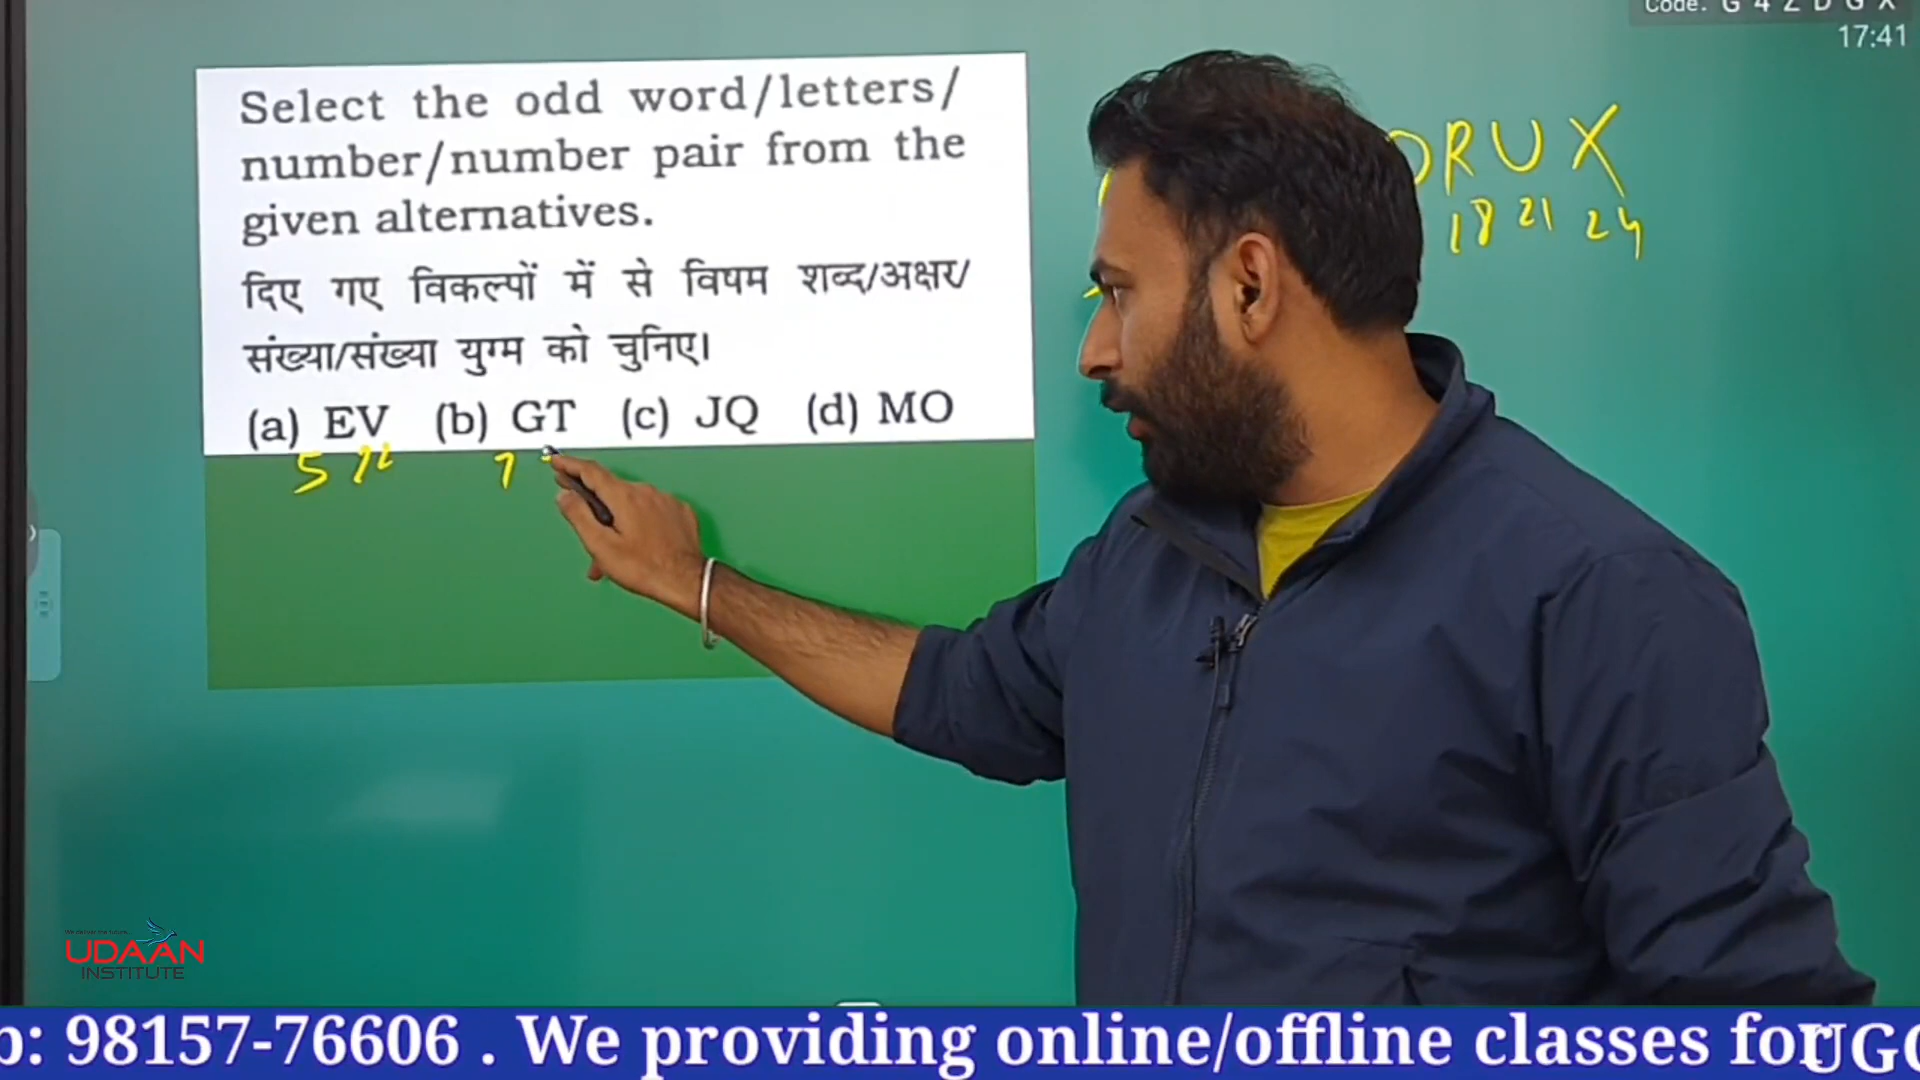 Code: G 4 Z D G X
17:41
Select the odd word/letters/
number/number pair from the
given alternatives.
दिए गए विकल्पों में से विषम शब्द/अक्षर/
संख्या/संख्या युग्म को चुनिए।
(a) EV (b) GT (c) JQ (d) MO
5 22 7
O R U X
18 21 24
UDAAN
INSTITUTE
p: 98157-76606 . We providing online/offline classes for UGC